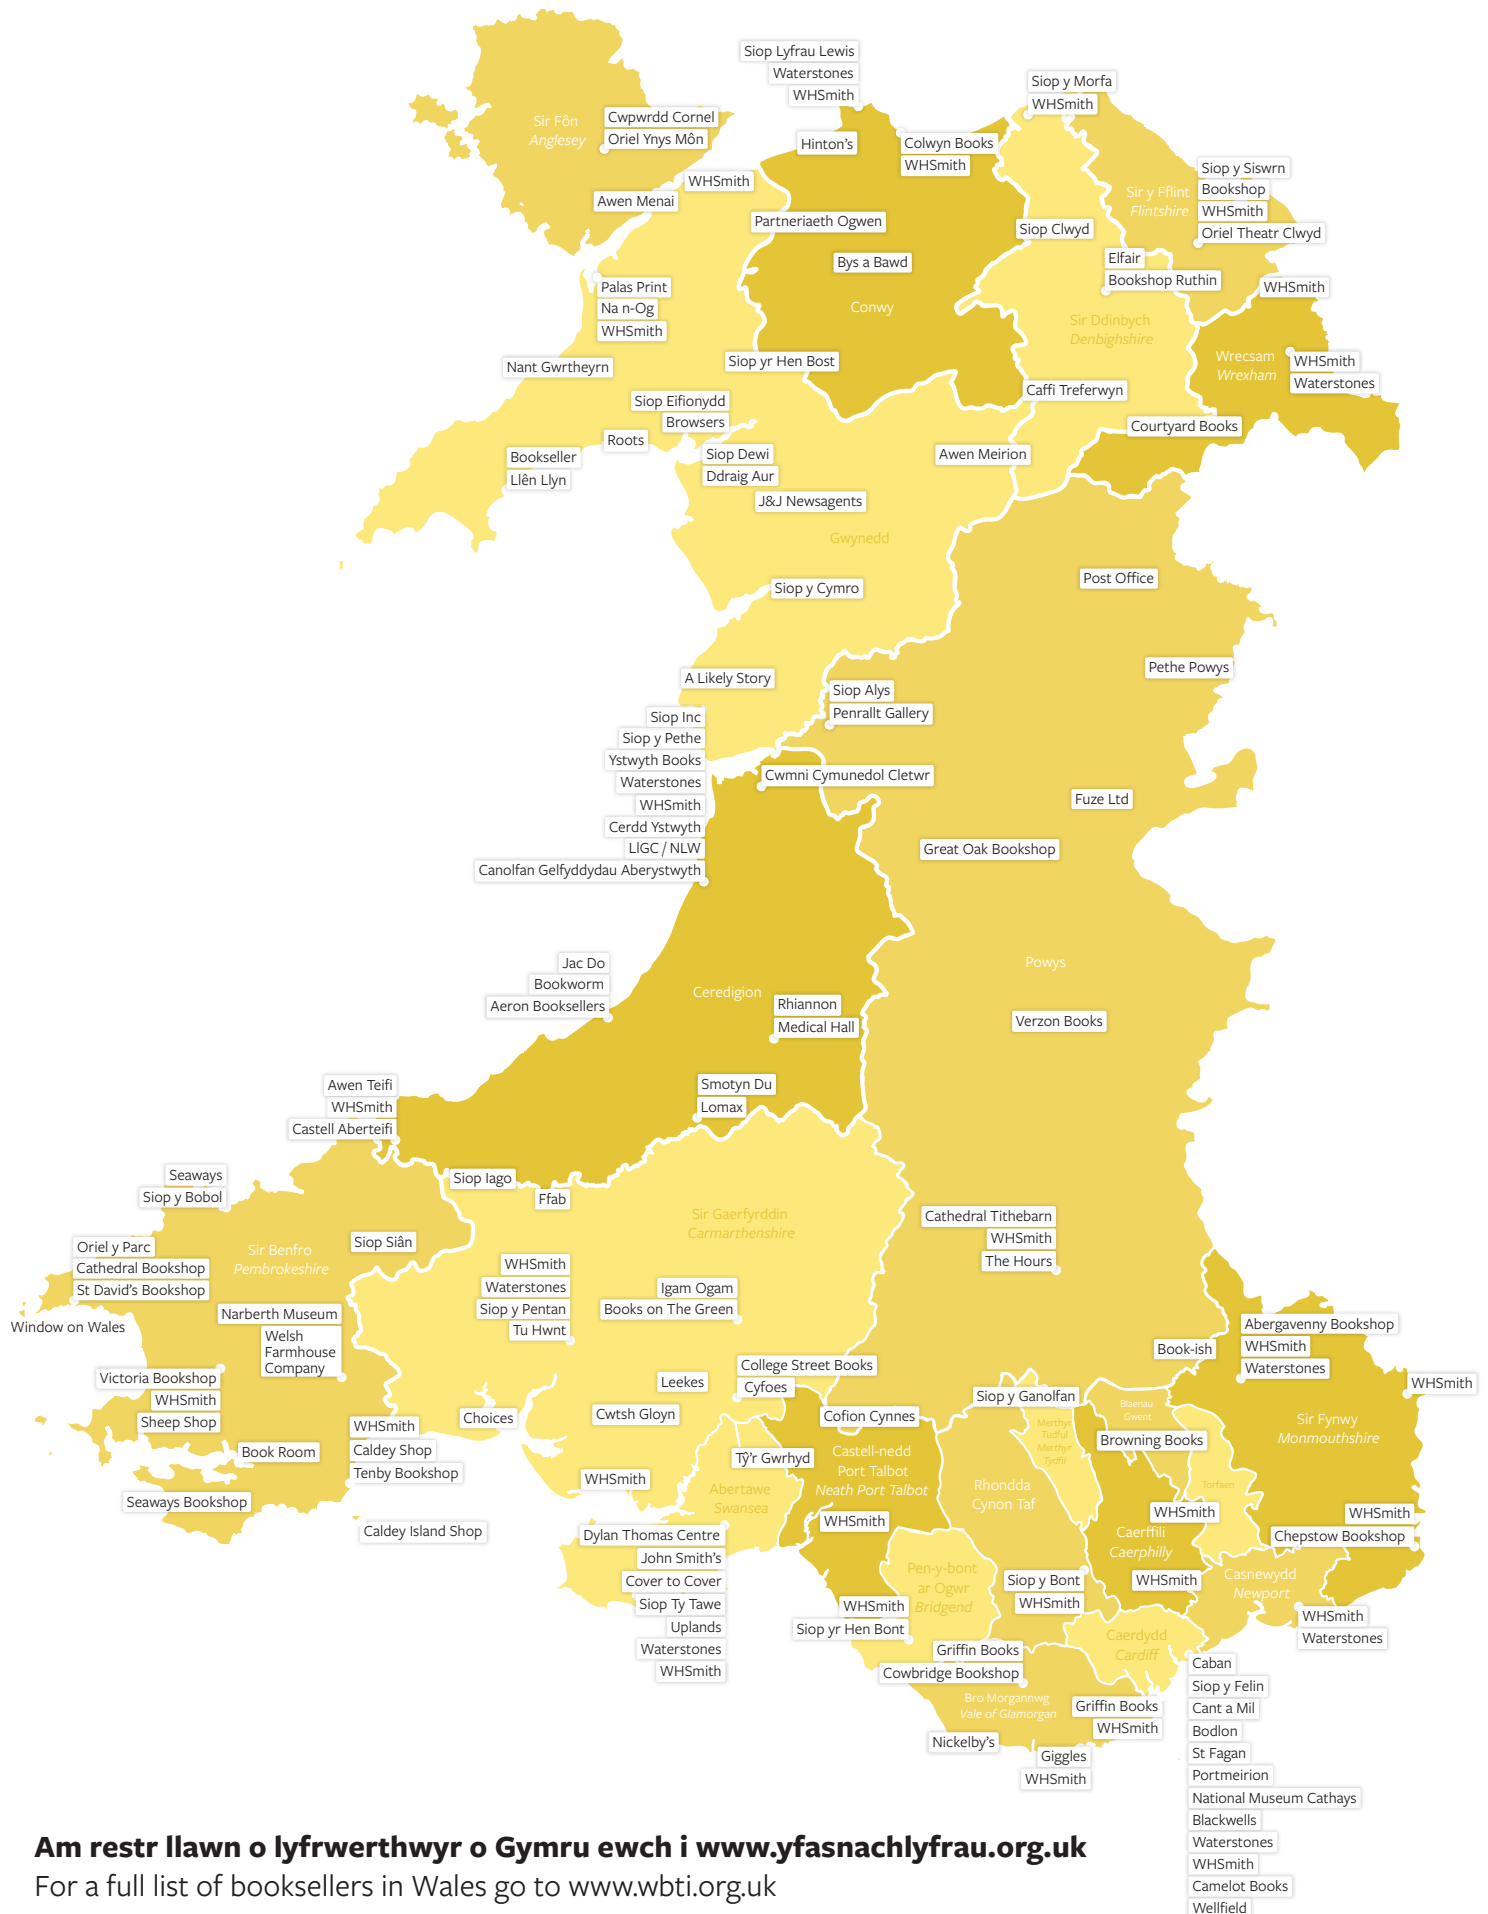 Siop Lyfrau Lewis
Waterstones
WHSmith
Siop y Morfa
WHSmith
Sir Fôn
Anglesey
Cwpwrdd Cornel
Oriel Ynys Môn
Hinton's
Colwyn Books
WHSmith
Siop y Siswrn
Bookshop
WHSmith
Oriel Theatr Clwyd
Sir y Fflint
Flintshire
WHSmith
Awen Menai
Partneriaeth Ogwen
Siop Clwyd
Bys a Bawd
Elfair
Bookshop Ruthin
Palas Print
Na n-Og
WHSmith
Conwy
WHSmith
Sir Ddinbych
Denbighshire
Wrecsam
Wrexham
WHSmith
Waterstones
Nant Gwrtheyrn
Siop yr Hen Bost
Caffi Treferwyn
Siop Eifionydd
Browsers
Courtyard Books
Roots
Bookseller
Llên Llyn
Siop Dewi
Ddraig Aur
Awen Meirion
J&J Newsagents
Gwynedd
Post Office
Siop y Cymro
Pethe Powys
A Likely Story
Siop Alys
Penrallt Gallery
Siop Inc
Siop y Pethe
Ystwyth Books
Waterstones
WHSmith
Cerdd Ystwyth
LlGC / NLW
Canolfan Gelfyddydau Aberystwyth
Cwmni Cymunedol Cletwr
Fuze Ltd
Great Oak Bookshop
Powys
Jac Do
Bookworm
Aeron Booksellers
Ceredigion
Rhiannon
Medical Hall
Verzon Books
Awen Teifi
WHSmith
Castell Aberteifi
Smotyn Du
Lomax
Seaways
Siop y Bobol
Siop Iago
Ffab
Sir Gaerfyrddin
Carmarthenshire
Cathedral Tithebarn
WHSmith
The Hours
Oriel y Parc
Cathedral Bookshop
St David's Bookshop
Sir Benfro
Pembrokeshire
Siop Siân
WHSmith
Waterstones
Siop y Pentan
Tu Hwnt
Igam Ogam
Books on The Green
Window on Wales
Narberth Museum
Welsh
Farmhouse
Company
Abergavenny Bookshop
WHSmith
Waterstones
Book-ish
Victoria Bookshop
WHSmith
Sheep Shop
College Street Books
Cyfoes
Leekes
WHSmith
Siop y Ganolfan
Blaenau
Gwent
Choices
Cwtsh Gloyn
Cofion Cynnes
Merthyr
Tudful
Merthyr
Tydfil
Browning Books
Sir Fynwy
Monmouthshire
WHSmith
Caldey Shop
Tenby Bookshop
Book Room
Tŷ'r Gwrhyd
Castell-nedd
Port Talbot
Neath Port Talbot
WHSmith
Abertawe
Swansea
Rhondda
Cynon Taf
Torfaen
Seaways Bookshop
Caldey Island Shop
WHSmith
WHSmith
WHSmith
Chepstow Bookshop
Caerffili
Caerphilly
Dylan Thomas Centre
John Smith's
Cover to Cover
Siop Ty Tawe
Uplands
Waterstones
WHSmith
Pen-y-bont
ar Ogwr
Bridgend
Siop y Bont
WHSmith
WHSmith
Casnewydd
Newport
WHSmith
Siop yr Hen Bont
WHSmith
Waterstones
Caerdydd
Cardiff
Griffin Books
Cowbridge Bookshop
Bro Morgannwg
Vale of Glamorgan
Griffin Books
WHSmith
Nickelby's
Giggles
WHSmith
Caban
Siop y Felin
Cant a Mil
Bodlon
St Fagan
Portmeirion
National Museum Cathays
Blackwells
Waterstones
WHSmith
Camelot Books
Wellfield
Am restr llawn o lyfrwerthwyr o Gymru ewch i www.yfasnachlyfrau.org.uk
For a full list of booksellers in Wales go to www.wbti.org.uk